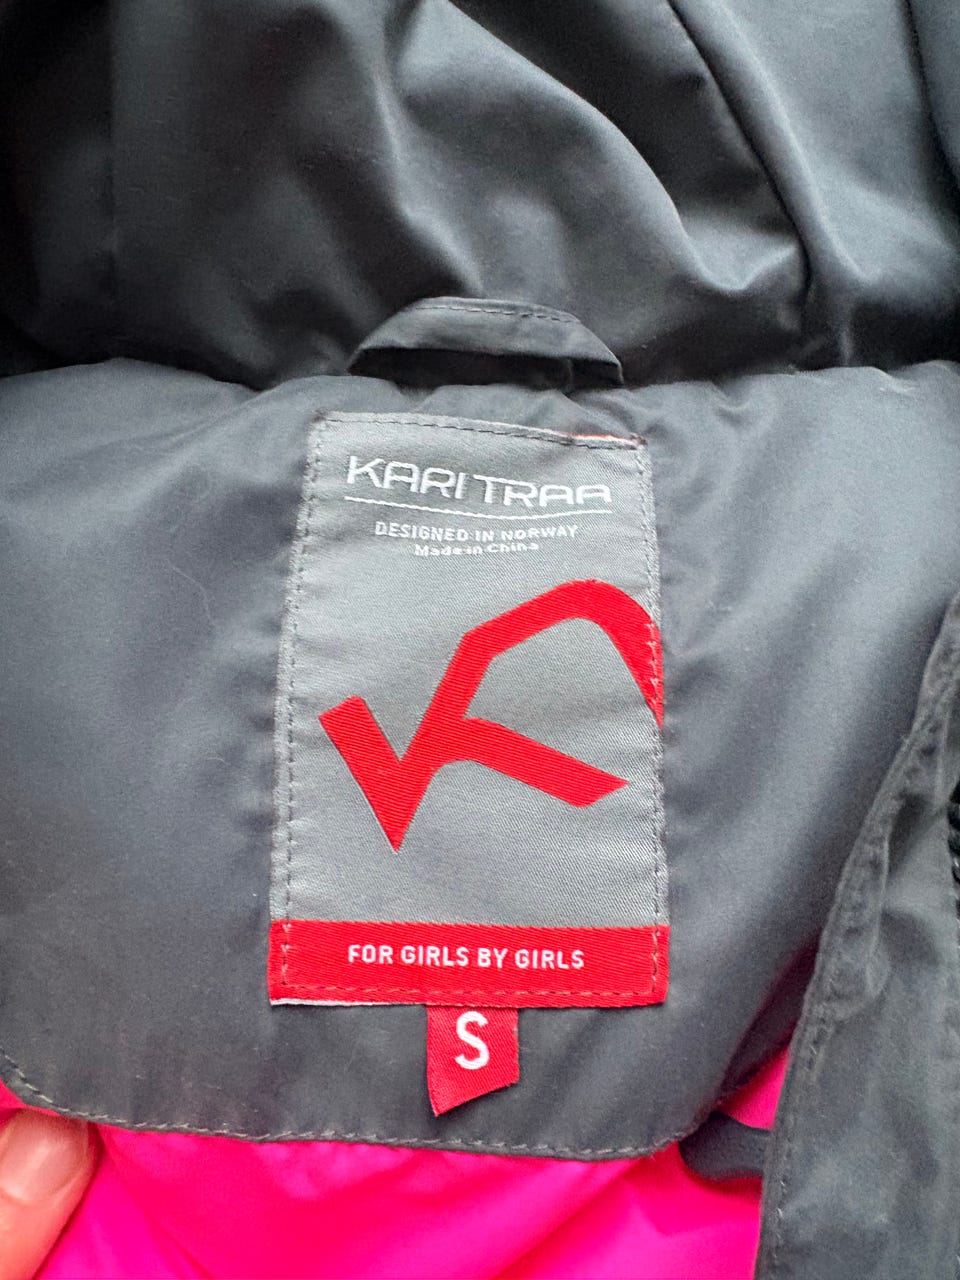 KARI TRAA
DESIGNED IN NORWAY
Made in China
FOR GIRLS BY GIRLS
S